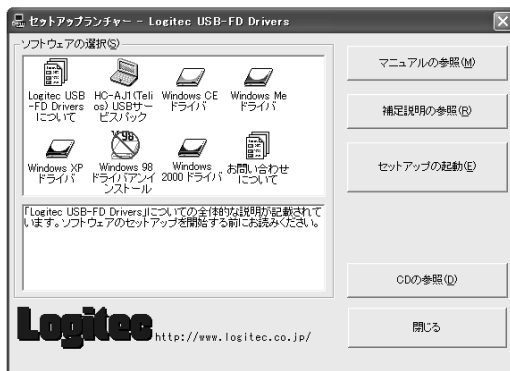 セットアップランチャー - Logitec USB-FD Drivers
ソフトウェアの選択(S)
Logitec USB
-FD Drivers
について
HC-AJ1(Teli
os) USBサー
ビスパック
Windows CE
ドライバ
Windows Me
ドライバ
Windows XP
ドライバ
98
Windows 98
ドライバアンイ
ンストール
Windows
2000 ドライバ
お問い合わせ
について
「Logitec USB-FD Drivers」についての全体的な説明が記載されて
います。ソフトウェアのセットアップを開始する前にお読みください。
マニュアルの参照(M)
補足説明の参照(R)
セットアップの起動(E)
CDの参照(D)
閉じる
Logitec
http://www.logitec.co.jp/